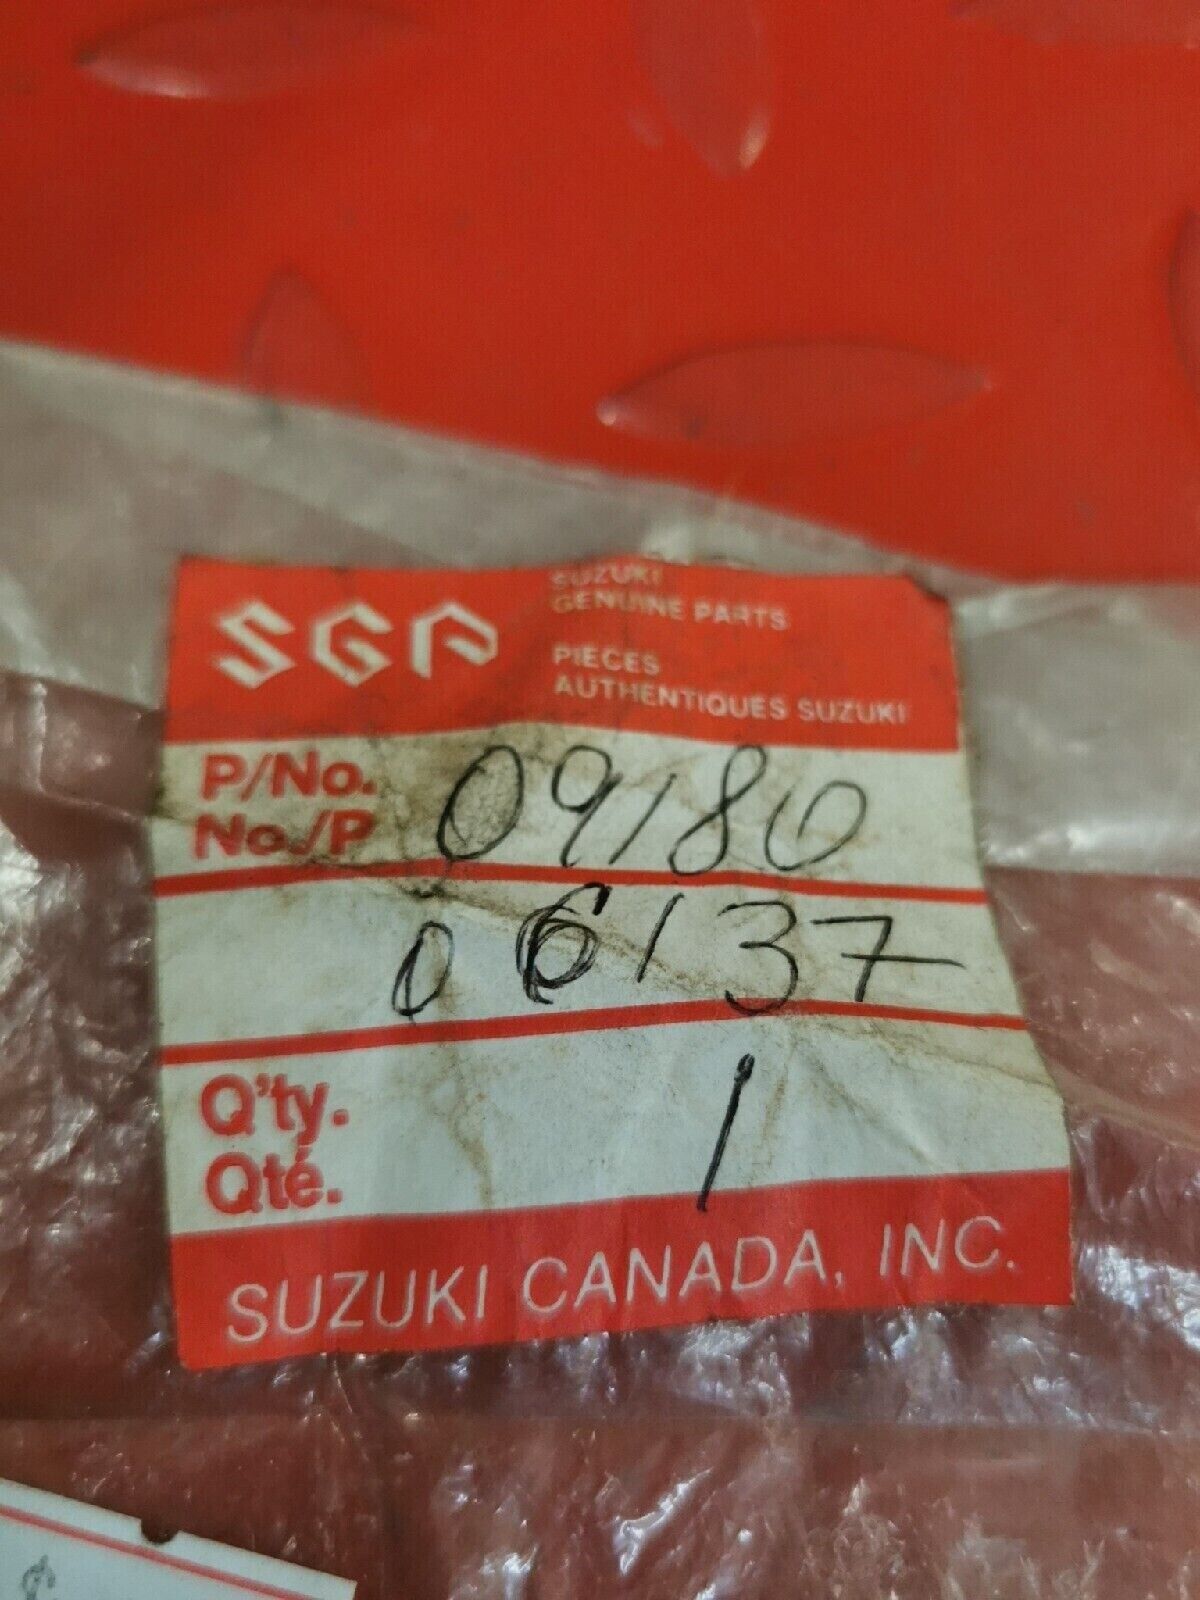 SGP
SUZUKI
GENUINE PARTS
PIECES
AUTHENTIQUES SUZUKI
P/No.
No./P
09180
06137
Q'ty.
Qté.
1
SUZUKI CANADA, INC.